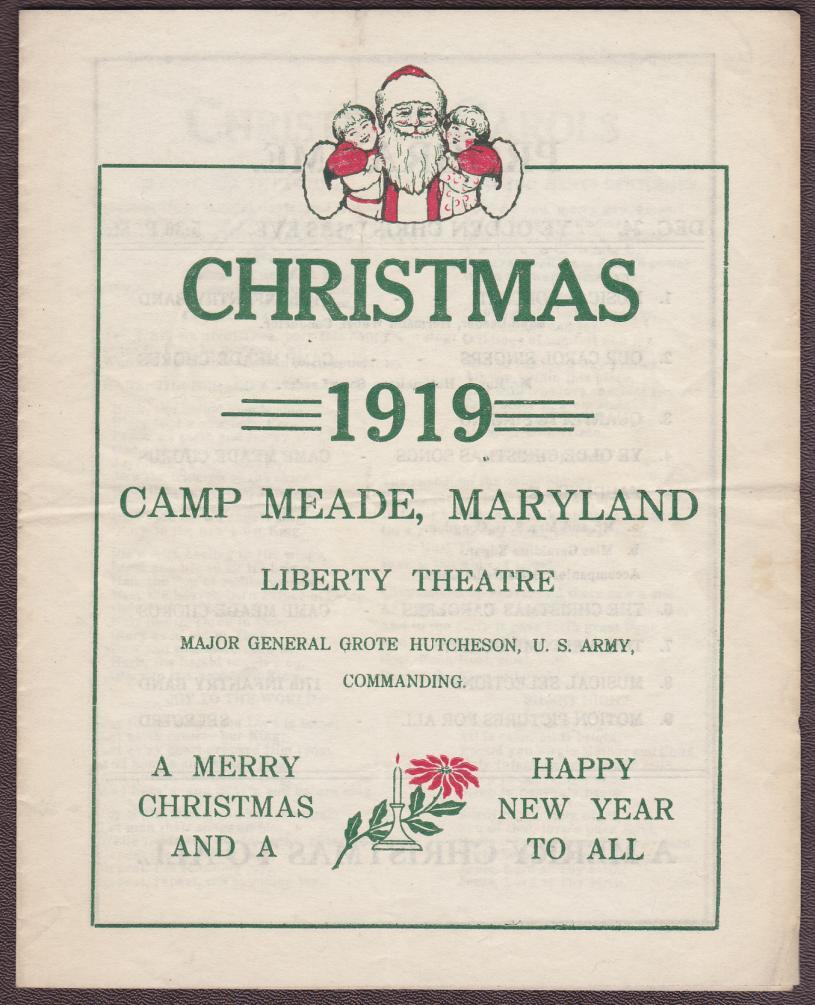 CHRISTMAS
1919
CAMP MEADE, MARYLAND
LIBERTY THEATRE
MAJOR GENERAL GROTE HUTCHESON, U. S. ARMY,
COMMANDING.
A MERRY
CHRISTMAS
AND A
HAPPY
NEW YEAR
TO ALL